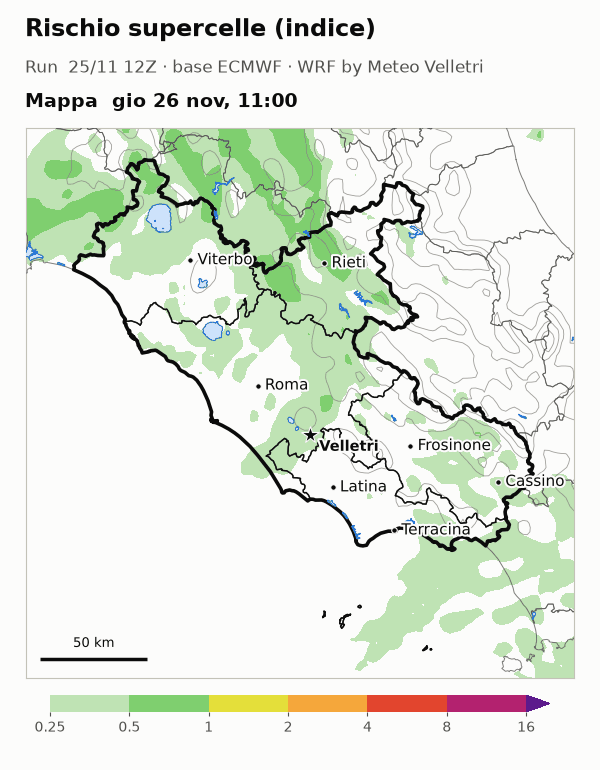 Rischio supercelle (indice)
Run 25/11 12Z · base ECMWF · WRF by Meteo Velletri
Mappa gio 26 nov, 11:00
Viterbo
Rieti
Roma
Velletri
Frosinone
Cassino
Latina
Terracina
50 km
0.25 0.5 1 2 4 8 16